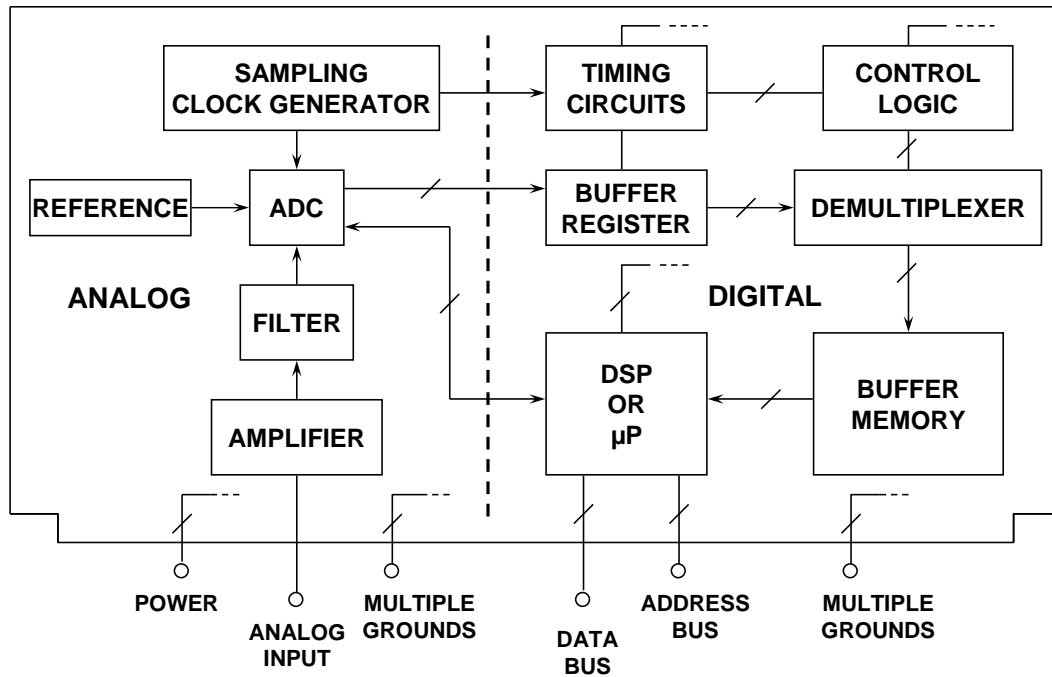 SAMPLING
CLOCK GENERATOR
TIMING
CIRCUITS
CONTROL
LOGIC
REFERENCE
ADC
BUFFER
REGISTER
DEMULTIPLEXER
ANALOG
DIGITAL
FILTER
DSP
OR
µP
BUFFER
MEMORY
AMPLIFIER
POWER
ANALOG
INPUT
MULTIPLE
GROUNDS
DATA
BUS
ADDRESS
BUS
MULTIPLE
GROUNDS